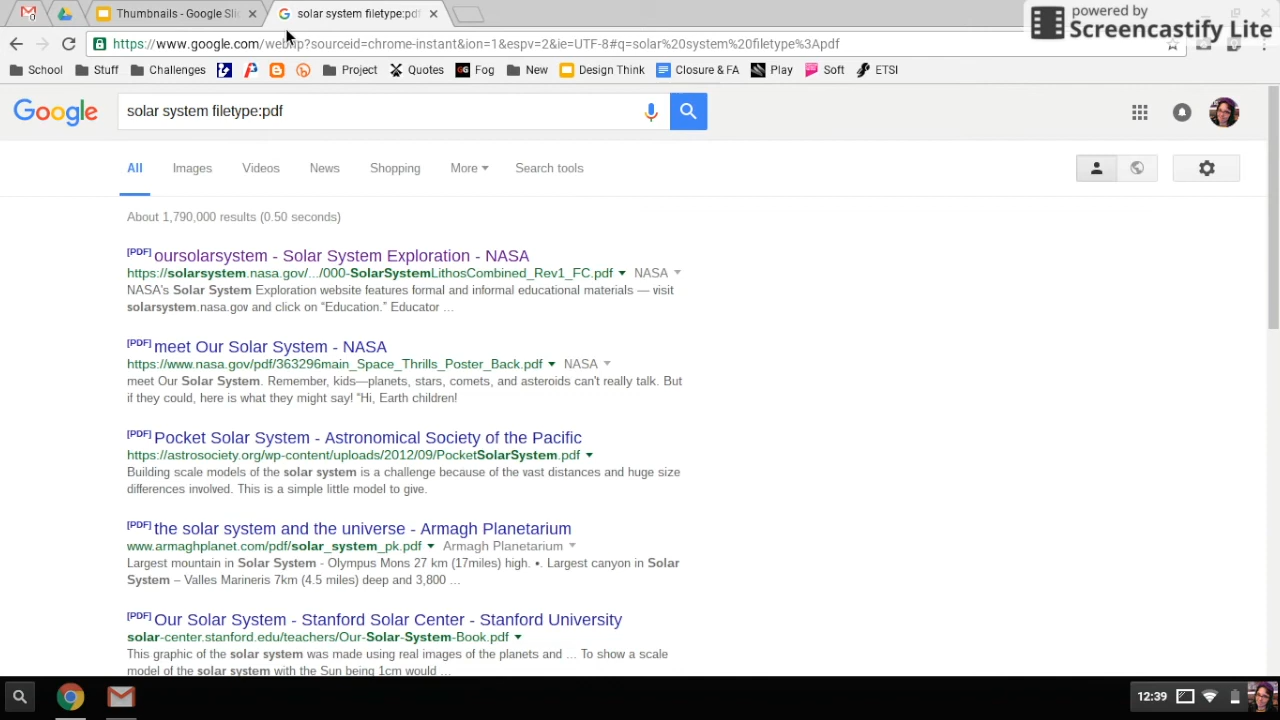 powered by
Screencastify Lite
Thumbnails - Google Sli
solar system filetype:pdf
https://www.google.com/webhp?sourceid=chrome-instant&ion=1&espv=2&ie=UTF-8#q=solar%20system%20filetype%3Apdf
School Stuff Challenges Project Quotes GG Fog New Design Think Closure & FA Play Soft ETSI
Google
solar system filetype:pdf
All Images Videos News Shopping More Search tools
About 1,790,000 results (0.50 seconds)
[PDF] oursolarsystem - Solar System Exploration - NASA
https://solarsystem.nasa.gov/.../000-SolarSystemLithosCombined_Rev1_FC.pdf NASA
NASA's Solar System Exploration website features formal and informal educational materials — visit
solarsystem.nasa.gov and click on “Education.” Educator ...
[PDF] meet Our Solar System - NASA
https://www.nasa.gov/pdf/363296main_Space_Thrills_Poster_Back.pdf NASA
meet Our Solar System. Remember, kids—planets, stars, comets, and asteroids can't really talk. But
if they could, here is what they might say! “Hi, Earth children!
[PDF] Pocket Solar System - Astronomical Society of the Pacific
https://astrosociety.org/wp-content/uploads/2012/09/PocketSolarSystem.pdf
Building scale models of the solar system is a challenge because of the vast distances and huge size
differences involved. This is a simple little model to give.
[PDF] the solar system and the universe - Armagh Planetarium
www.armaghplanet.com/pdf/solar_system_pk.pdf Armagh Planetarium
Largest mountain in Solar System - Olympus Mons 27 km (17miles) high. •. Largest canyon in Solar
System – Valles Marineris 7km (4.5 miles) deep and 3,800 ...
[PDF] Our Solar System - Stanford Solar Center - Stanford University
solar-center.stanford.edu/teachers/Our-Solar-System-Book.pdf
This graphic of the solar system was made using real images of the planets and ... To show a scale
model of the solar system with the Sun being 1cm would ...
12:39